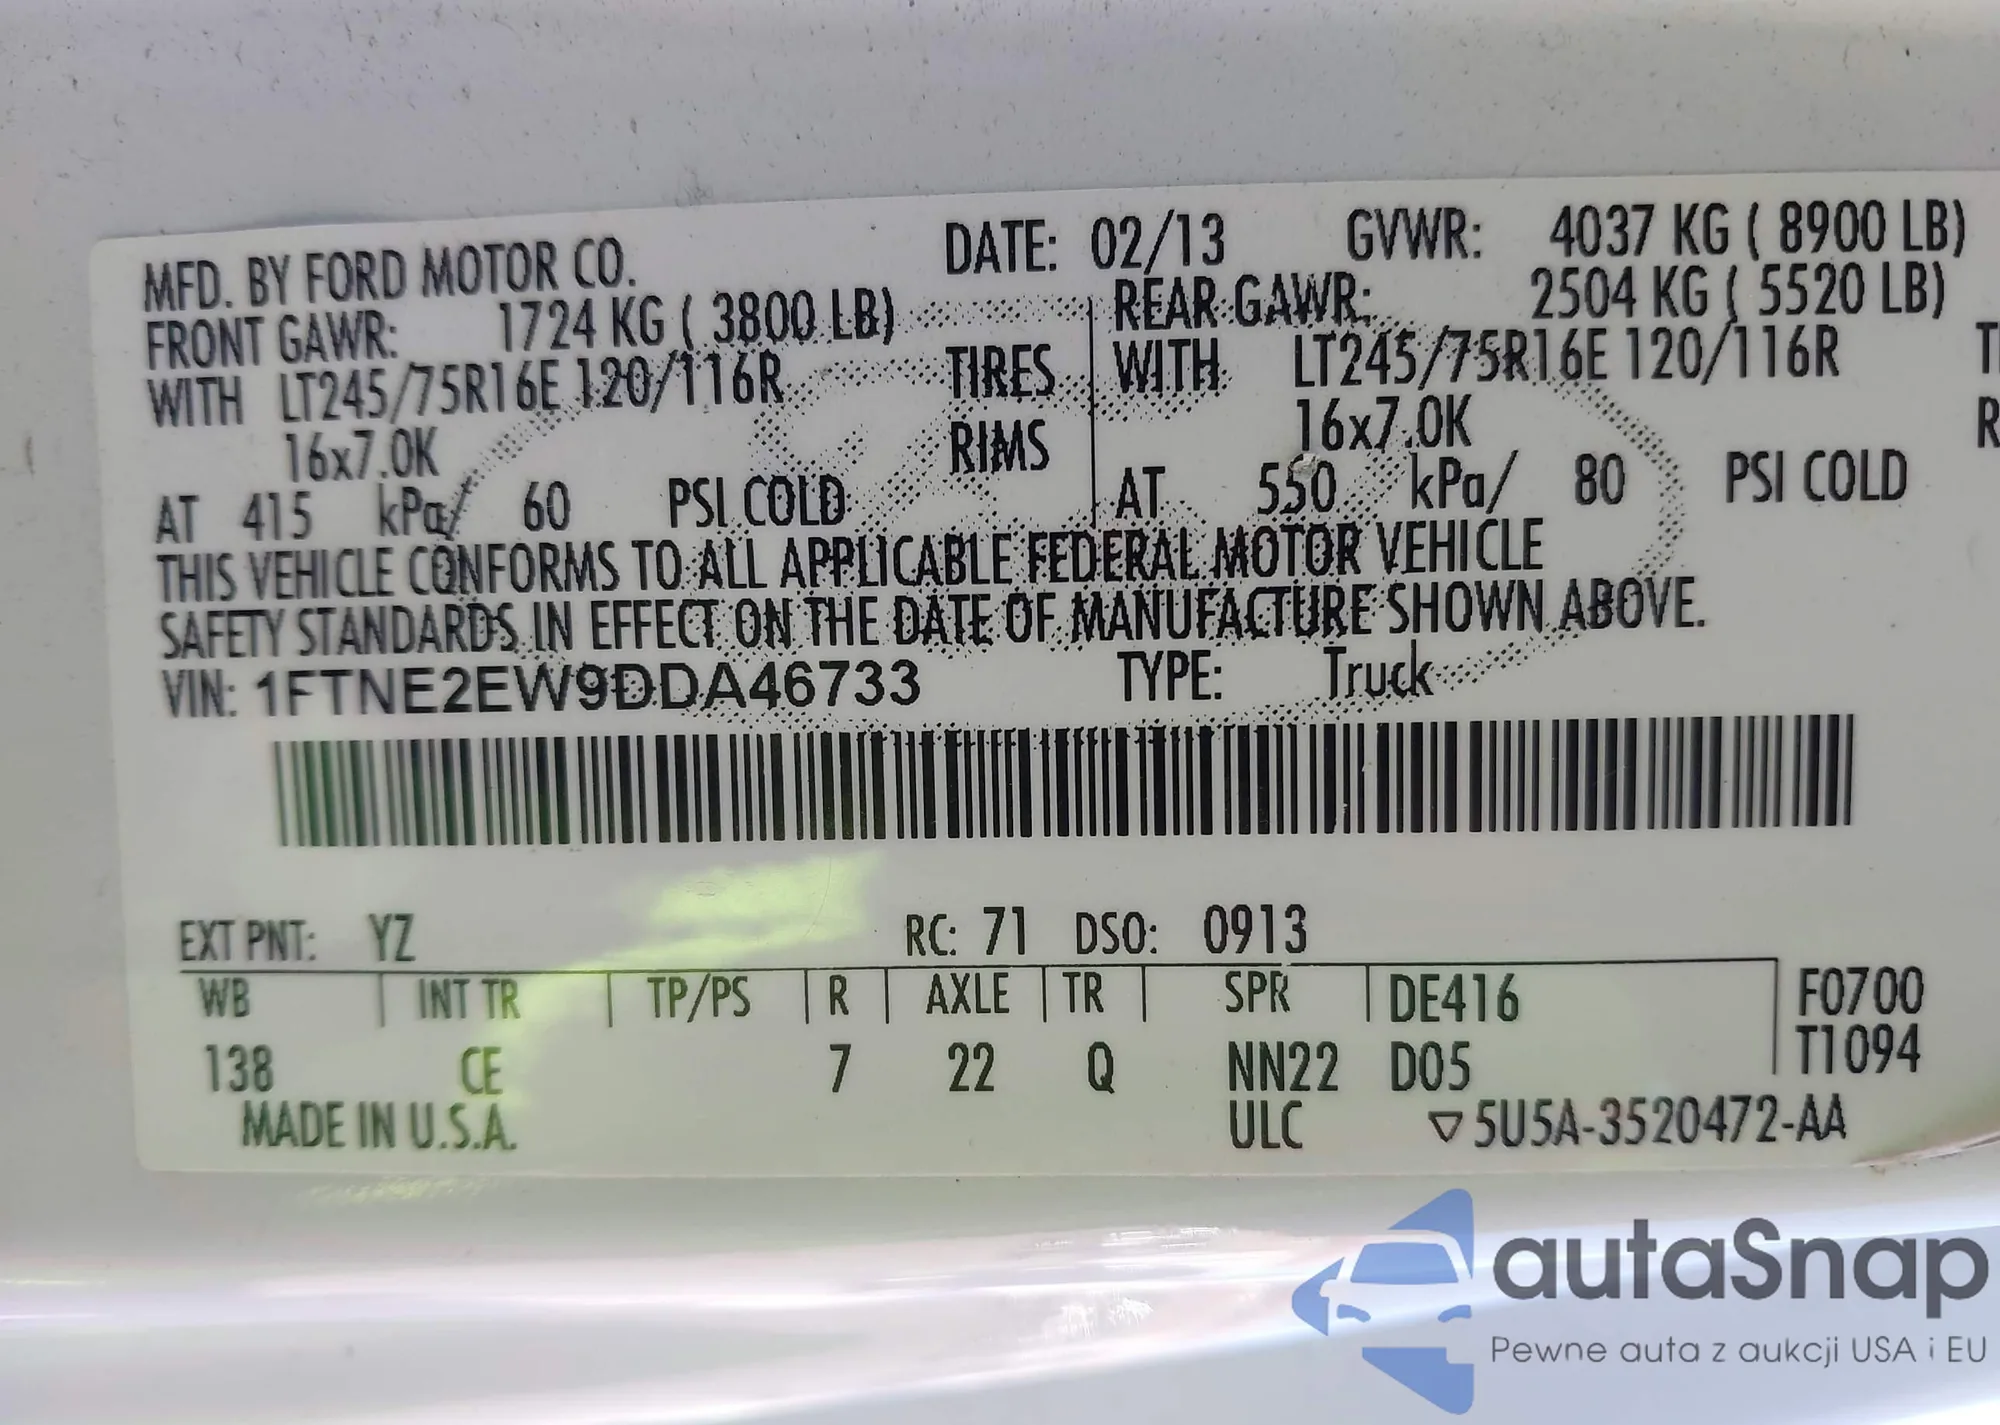 MFD. BY FORD MOTOR CO. DATE: 02/13 GVWR: 4037 KG ( 8900 LB)
FRONT GAWR: 1724 KG ( 3800 LB) REAR GAWR: 2504 KG ( 5520 LB)
WITH LT245/75R16E 120/116R TIRES WITH LT245/75R16E 120/116R
16x7.0K RIMS 16x7.0K
AT 415 kPa/ 60 PSI COLD AT 550 kPa/ 80 PSI COLD
THIS VEHICLE CONFORMS TO ALL APPLICABLE FEDERAL MOTOR VEHICLE
SAFETY STANDARDS IN EFFECT ON THE DATE OF MANUFACTURE SHOWN ABOVE.
VIN: 1FTNE2EW9DDA46733 TYPE: Truck
EXT PNT: YZ RC: 71 DSO: 0913
WB INT TR TP/PS R AXLE TR SPR DE416 F0700
138 CE 7 22 Q NN22 D05 T1094
MADE IN U.S.A. ULC ▽5U5A-3520472-AA
autaSnap
Pewne auta z aukcji USA i EU